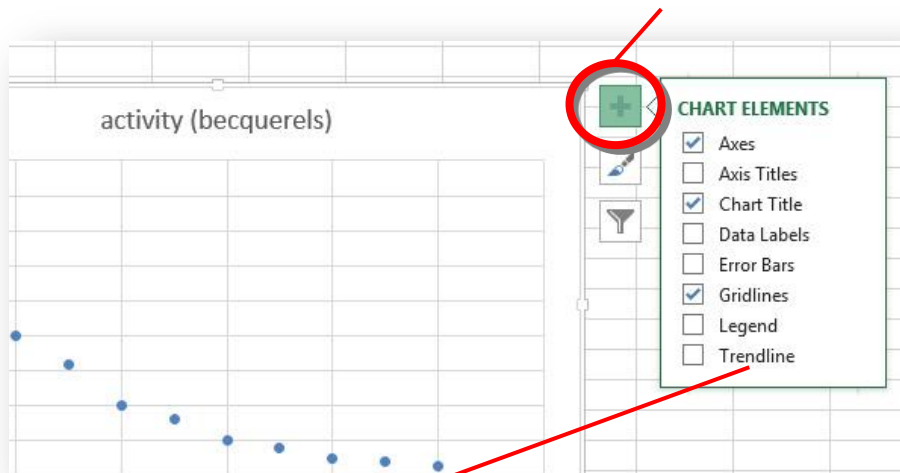 activity (becquerels)
CHART ELEMENTS
Axes
Axis Titles
Chart Title
Data Labels
Error Bars
Gridlines
Legend
Trendline